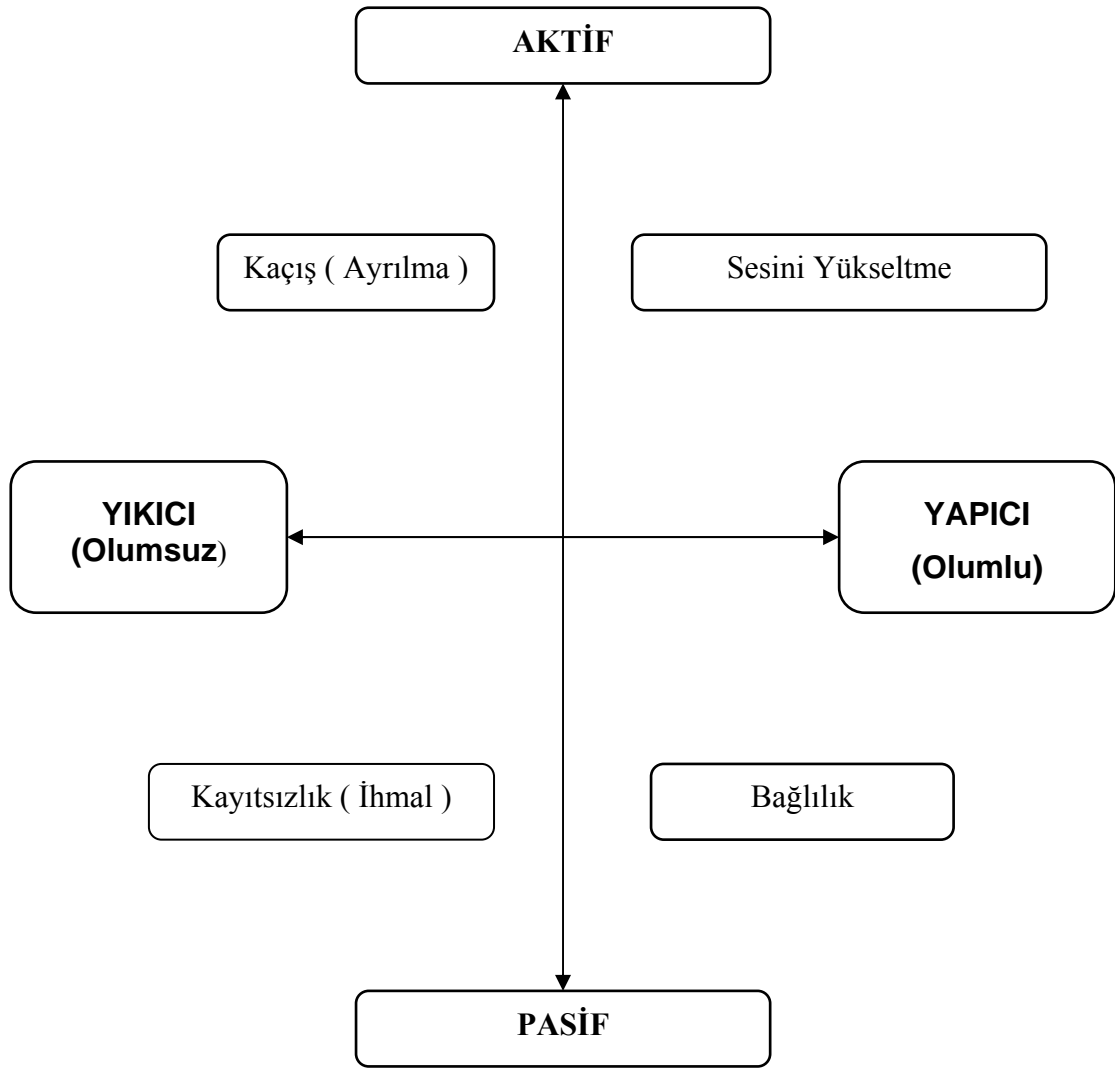 AKTİF
Kaçış ( Ayrılma )
Sesini Yükseltme
YIKICI
(Olumsuz)
YAPICI
(Olumlu)
Kayıtsızlık ( İhmal )
Bağlılık
PASİF